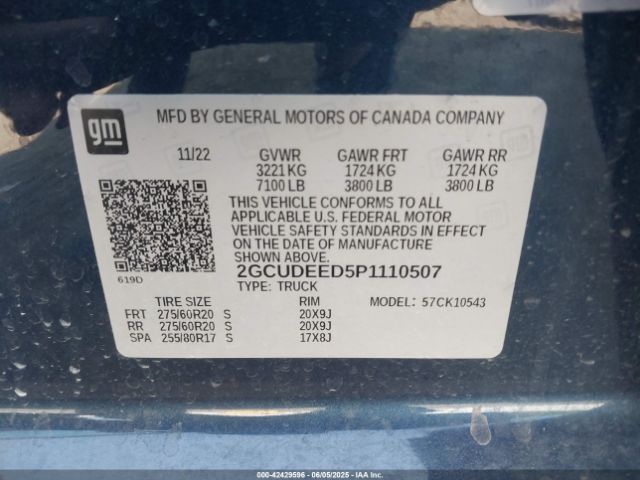 gm
MFD BY GENERAL MOTORS OF CANADA COMPANY
11/22 GVWR GAWR FRT GAWR RR
3221 KG 1724 KG 1724 KG
7100 LB 3800 LB 3800 LB
THIS VEHICLE CONFORMS TO ALL
APPLICABLE U.S. FEDERAL MOTOR
VEHICLE SAFETY STANDARDS IN EFFECT
ON THE DATE OF MANUFACTURE
SHOWN ABOVE.
619D
2GCUDEED5P1110507
TYPE: TRUCK MODEL: 57CK10543
TIRE SIZE RIM
FRT 275/60R20 S 20X9J
RR 275/60R20 S 20X9J
SPA 255/80R17 S 17X8J
000-42429596 - 06/05/2025 - IAAI.COM